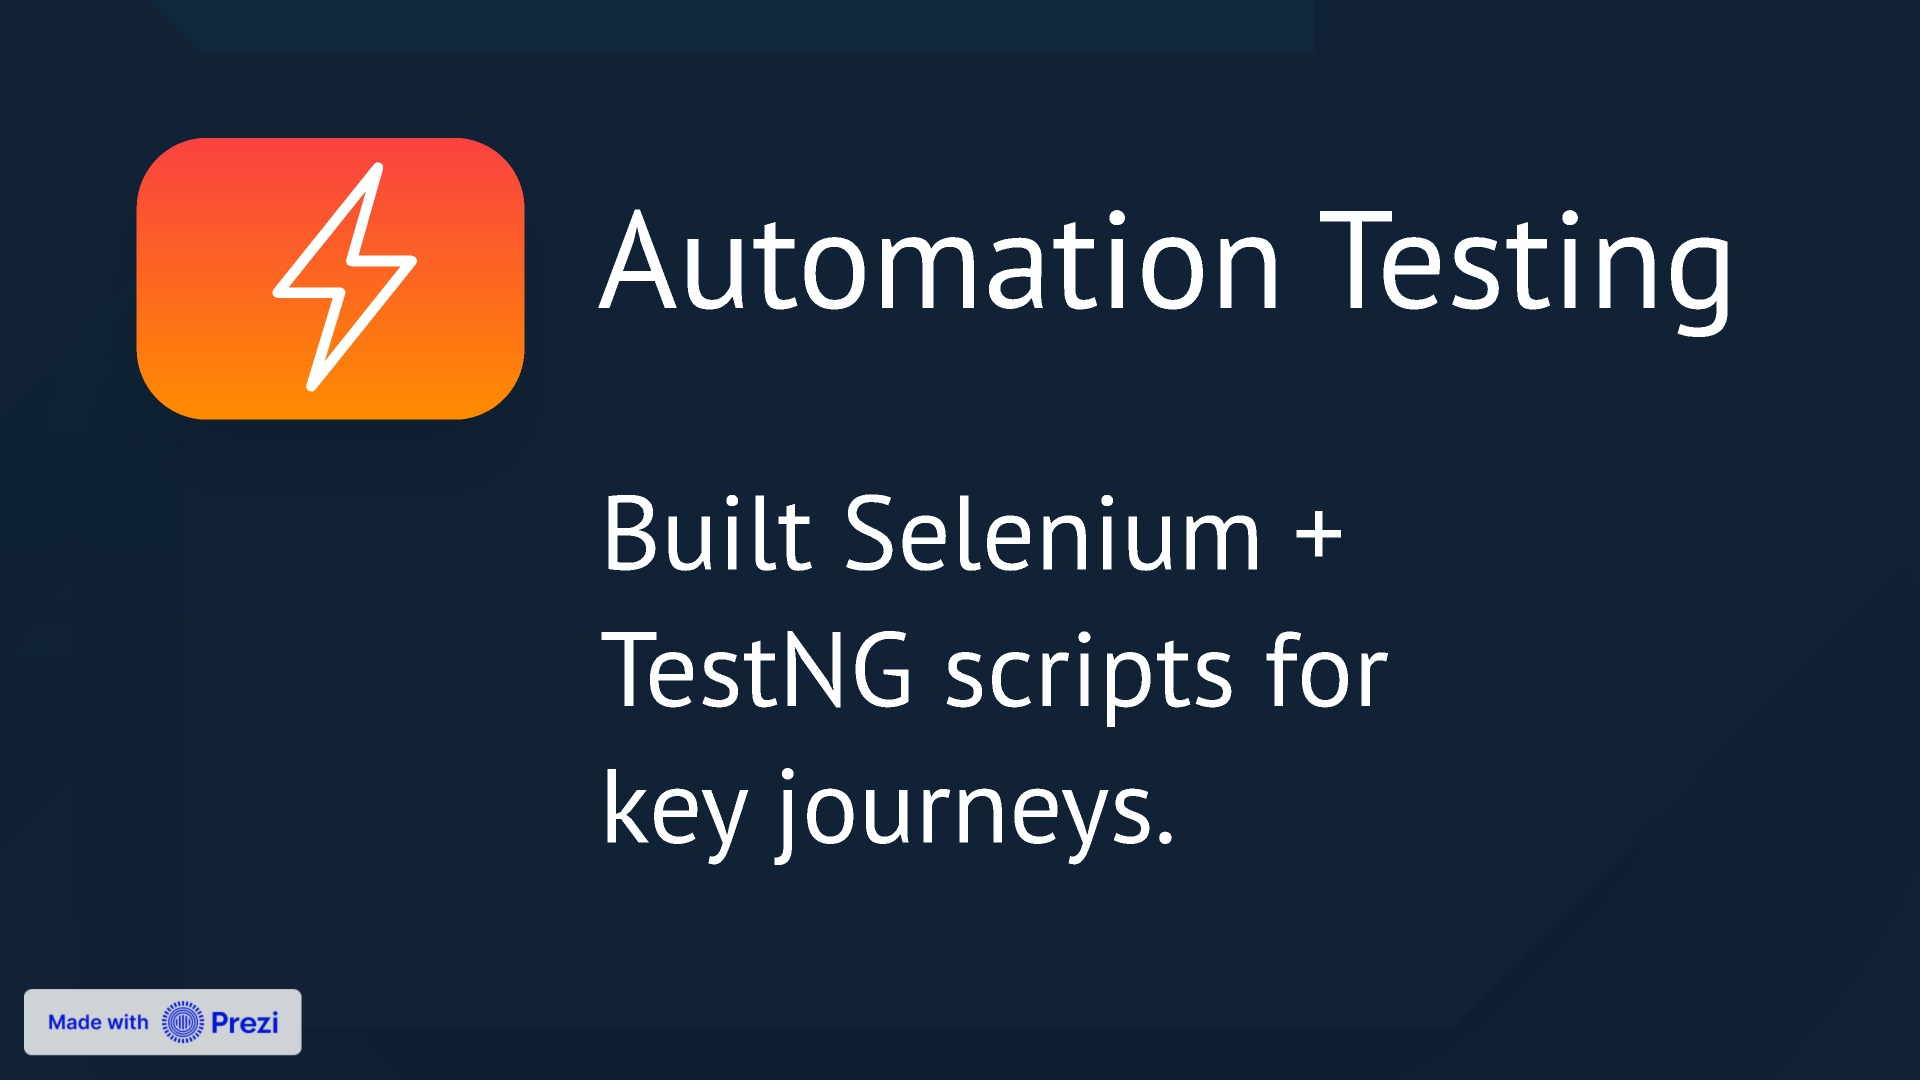 Automation Testing
Built Selenium +
TestNG scripts for
key journeys.
Made with Prezi